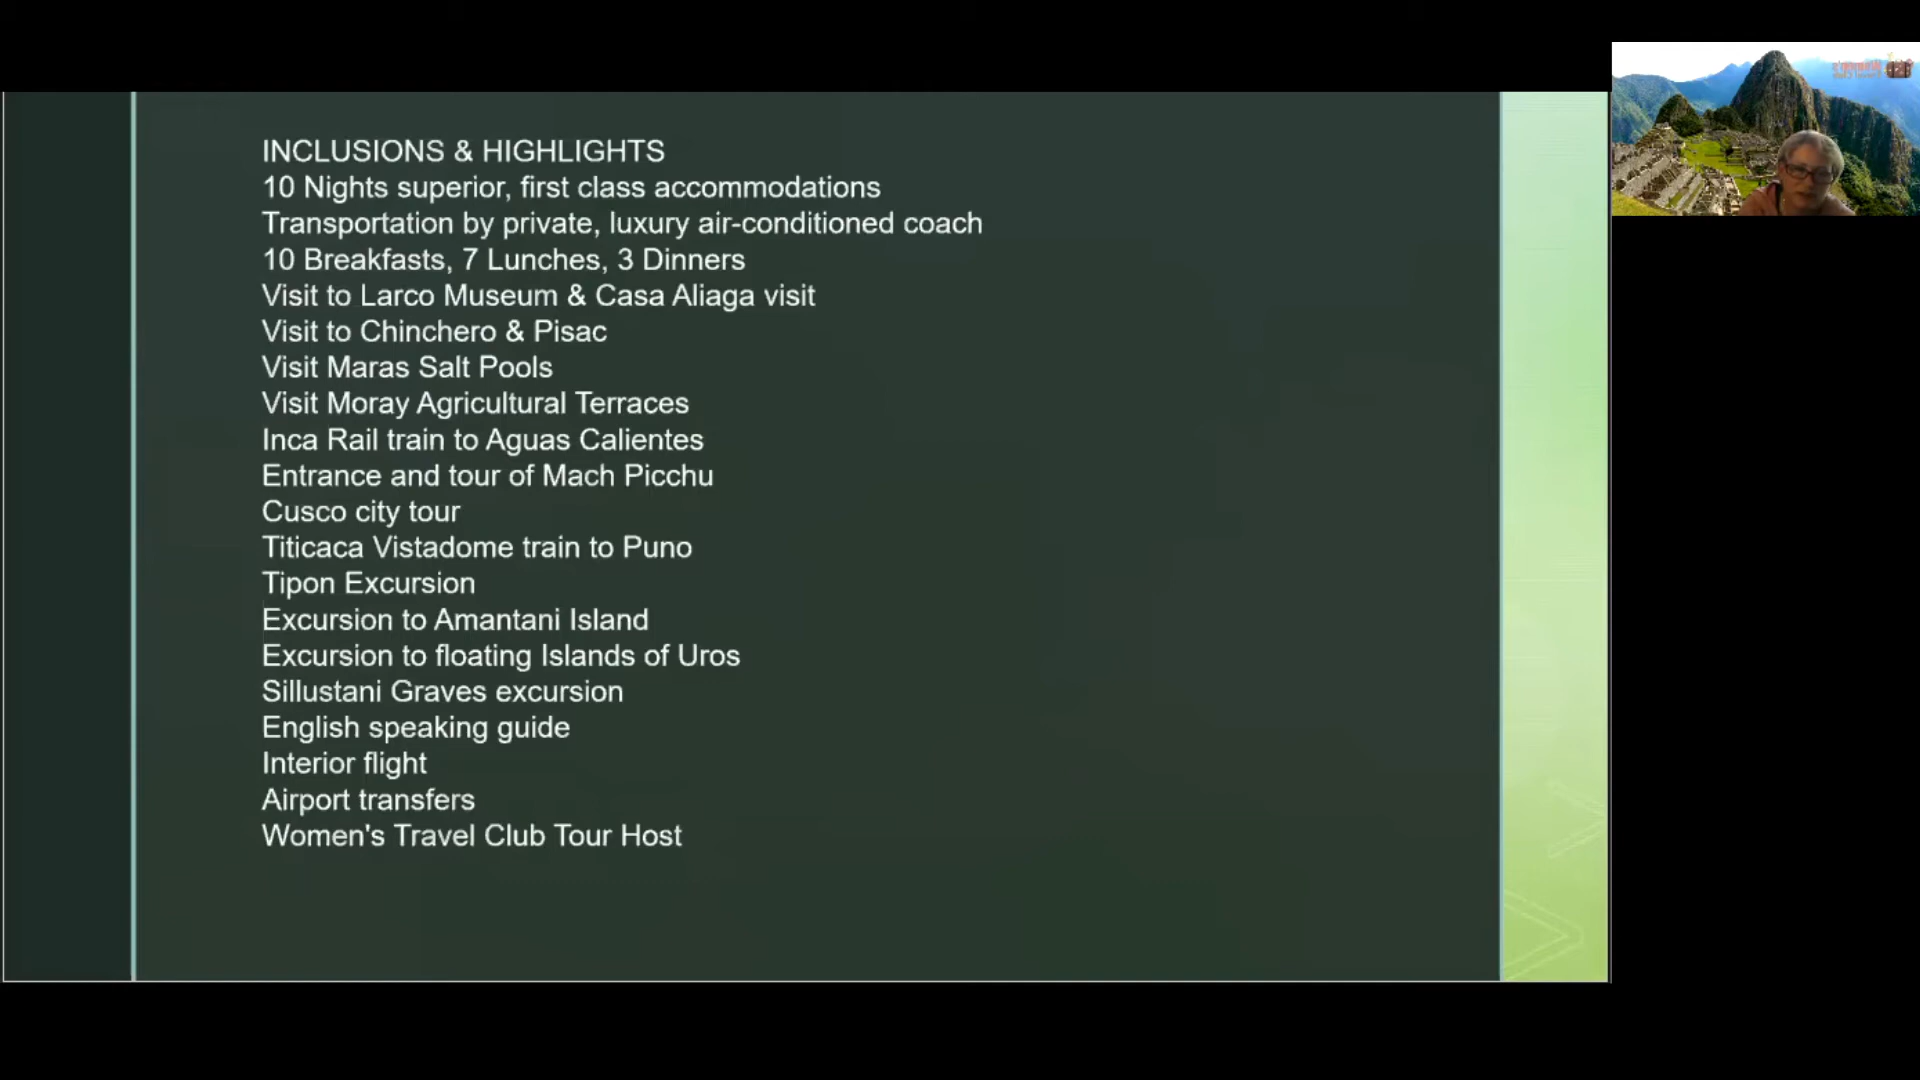 INCLUSIONS & HIGHLIGHTS
10 Nights superior, first class accommodations
Transportation by private, luxury air-conditioned coach
10 Breakfasts, 7 Lunches, 3 Dinners
Visit to Larco Museum & Casa Aliaga visit
Visit to Chinchero & Pisac
Visit Maras Salt Pools
Visit Moray Agricultural Terraces
Inca Rail train to Aguas Calientes
Entrance and tour of Mach Picchu
Cusco city tour
Titicaca Vistadome train to Puno
Tipon Excursion
Excursion to Amantani Island
Excursion to floating Islands of Uros
Sillustani Graves excursion
English speaking guide
Interior flight
Airport transfers
Women's Travel Club Tour Host
Women's
Travel Club